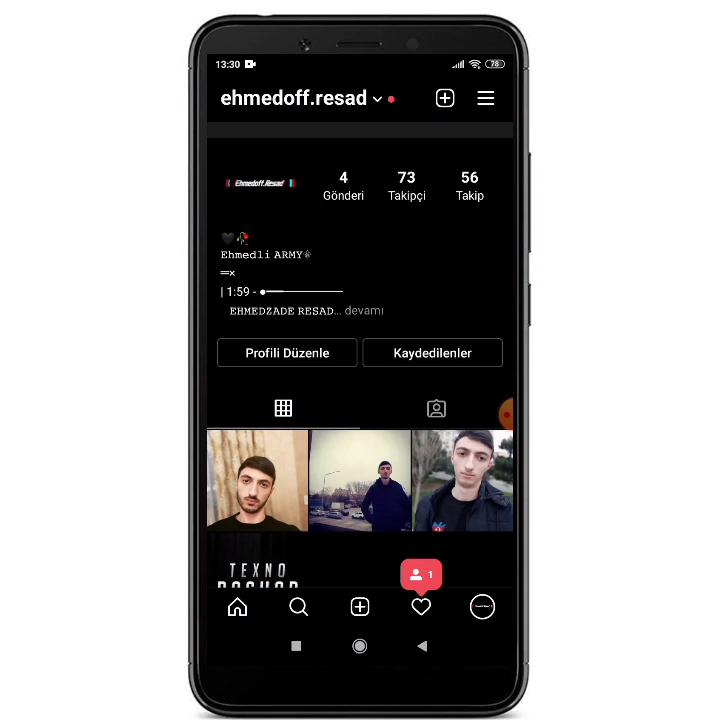 13:30
78
ehmedoff.resad
Ehmedoff.Resad
4 73 56
Gönderi Takipçi Takip
𝙴𝚑𝚖𝚎𝚍𝚕𝚒 𝙰𝚁𝙼𝚈
═×
| 1:59 - ●────────
𝙴𝙷𝙼𝙴𝙳𝚉𝙰𝙳𝙴 𝚁𝙴𝚂𝙰𝙳... devamı
Profili Düzenle Kaydedilenler
TEXNO
1